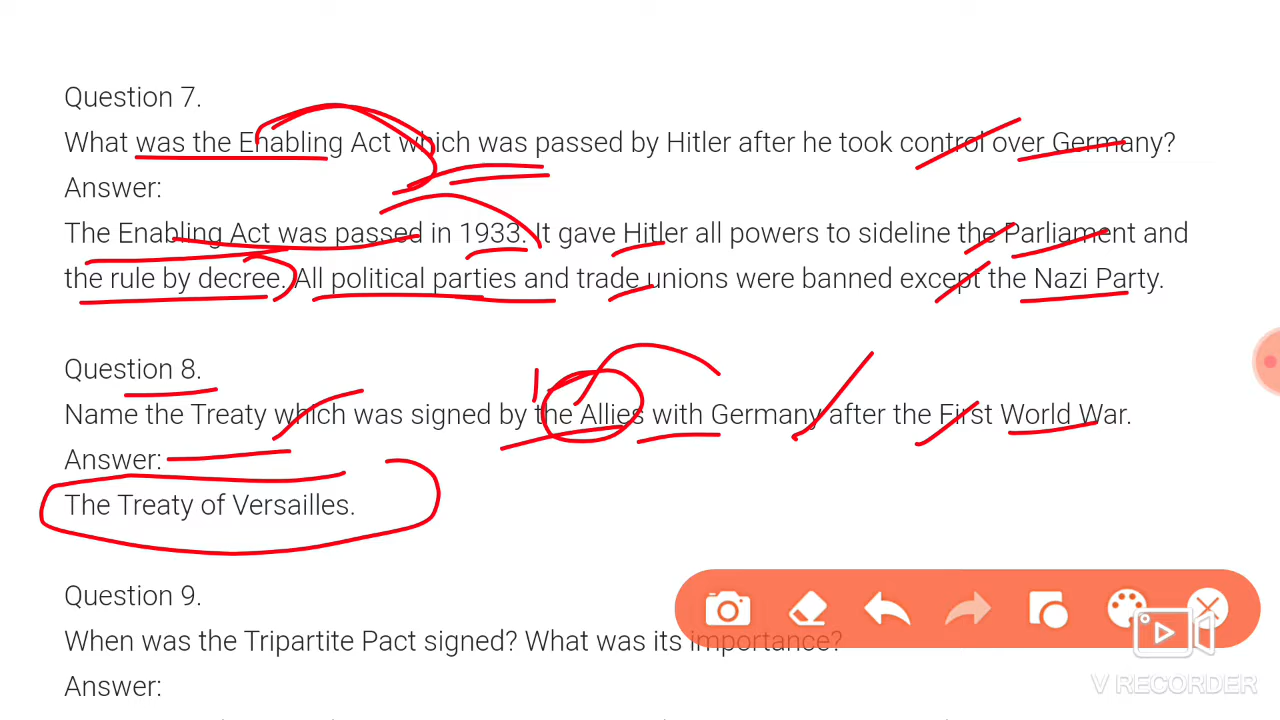 Question 7.
What was the Enabling Act which was passed by Hitler after he took control over Germany?
Answer:
The Enabling Act was passed in 1933. It gave Hitler all powers to sideline the Parliament and
the rule by decree. All political parties and trade unions were banned except the Nazi Party.
Question 8.
Name the Treaty which was signed by the Allies with Germany after the First World War.
Answer:
The Treaty of Versailles.
Question 9.
When was the Tripartite Pact signed? What was its importance?
Answer:
V RECORDER